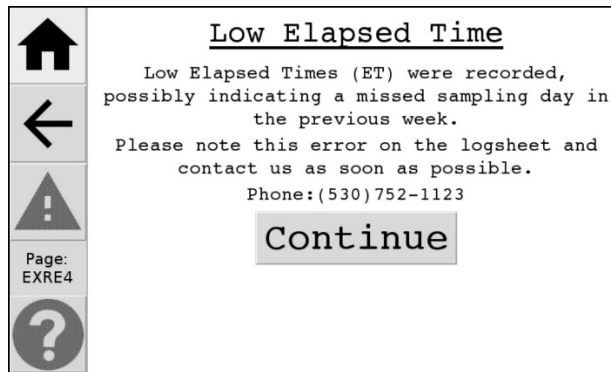 Low Elapsed Time
Low Elapsed Times (ET) were recorded,
possibly indicating a missed sampling day in
the previous week.
Please note this error on the logsheet and
contact us as soon as possible.
Phone:(530)752-1123
Continue
Page:
EXRE4